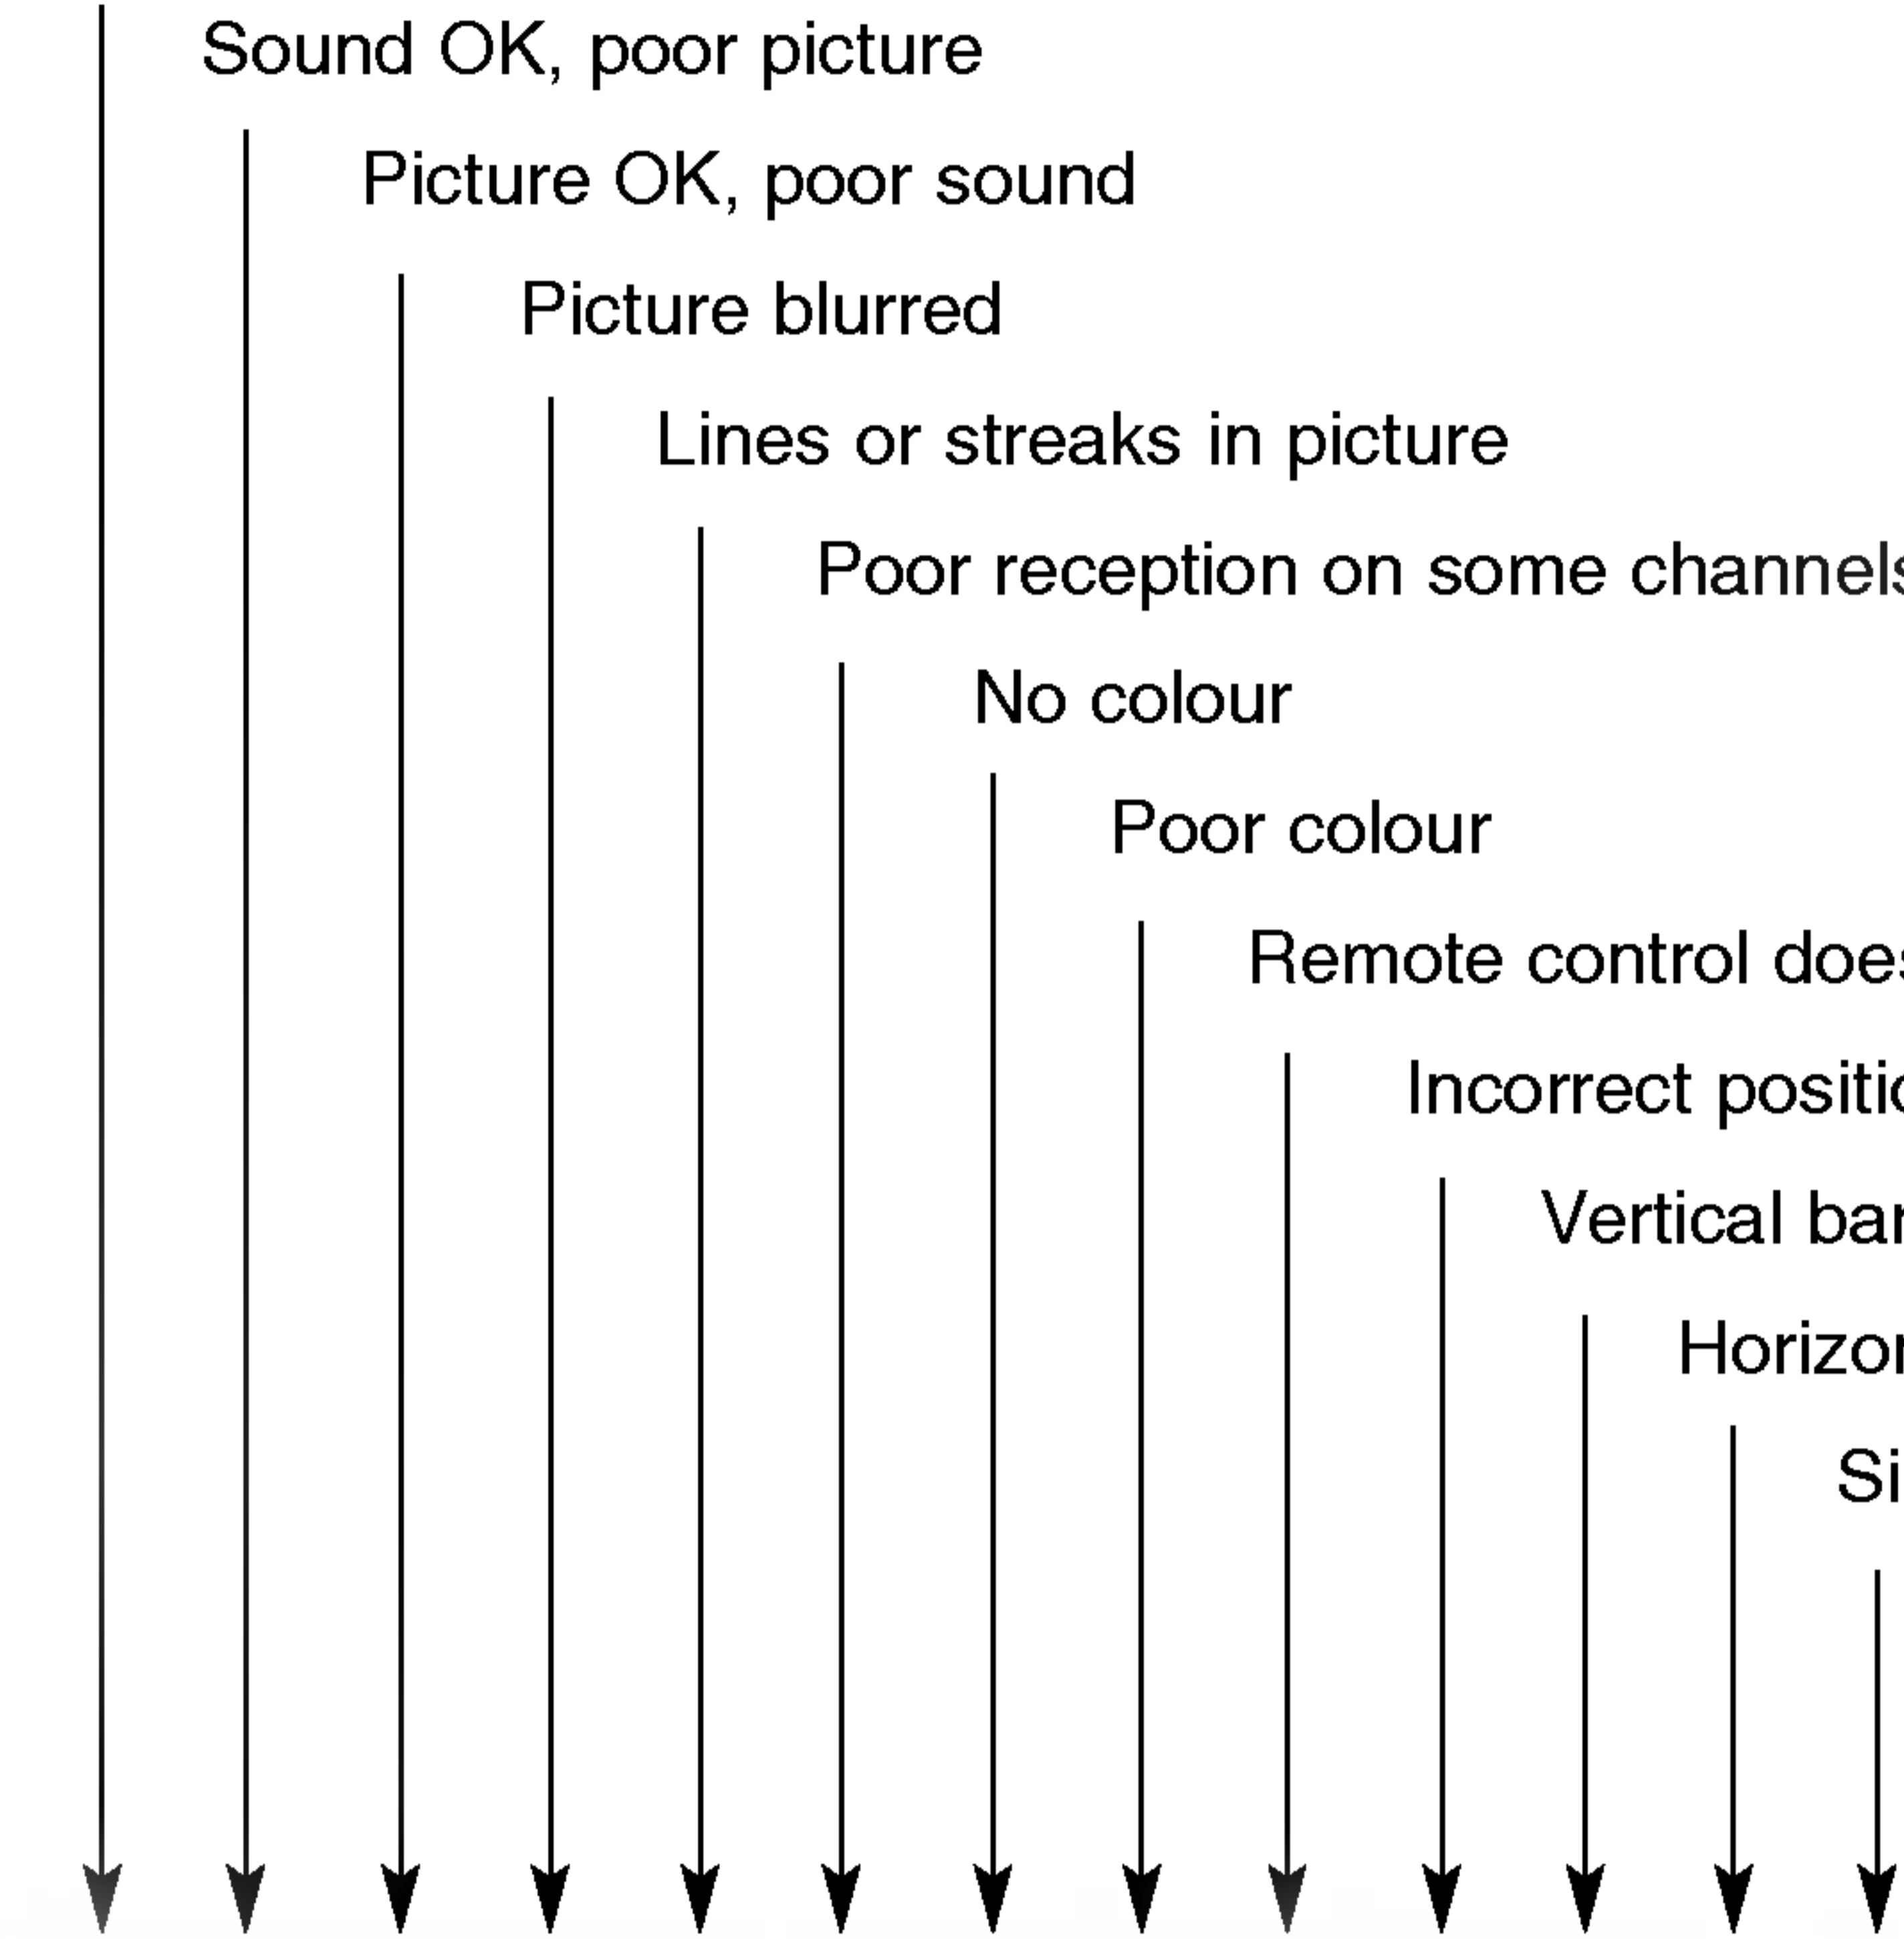 Sound OK, poor picture
Picture OK, poor sound
Picture blurred
Lines or streaks in picture
Poor reception on some channels
No colour
Poor colour
Remote control does
Incorrect
Vertical